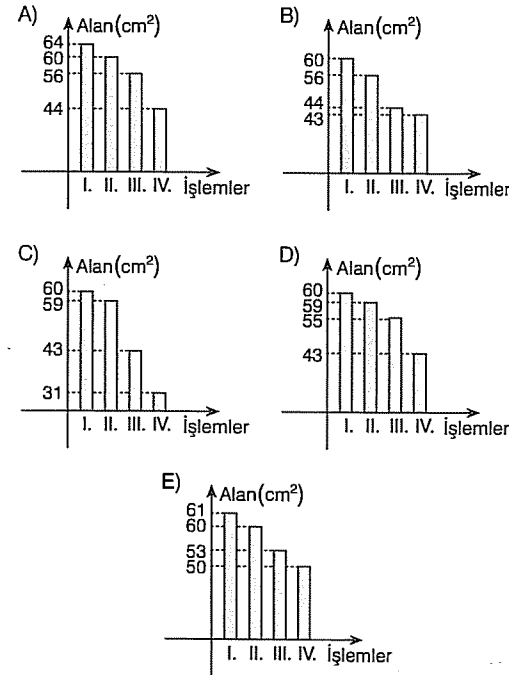 A)
Alan(cm²)
64
60
56
44
I. II. III. IV. İşlemler
B)
Alan(cm²)
60
56
44
43
I. II. III. IV. İşlemler
C)
Alan(cm²)
60
59
43
31
I. II. III. IV. İşlemler
D)
Alan(cm²)
60
59
55
43
I. II. III. IV. İşlemler
E)
Alan(cm²)
61
60
53
50
I. II. III. IV. İşlemler